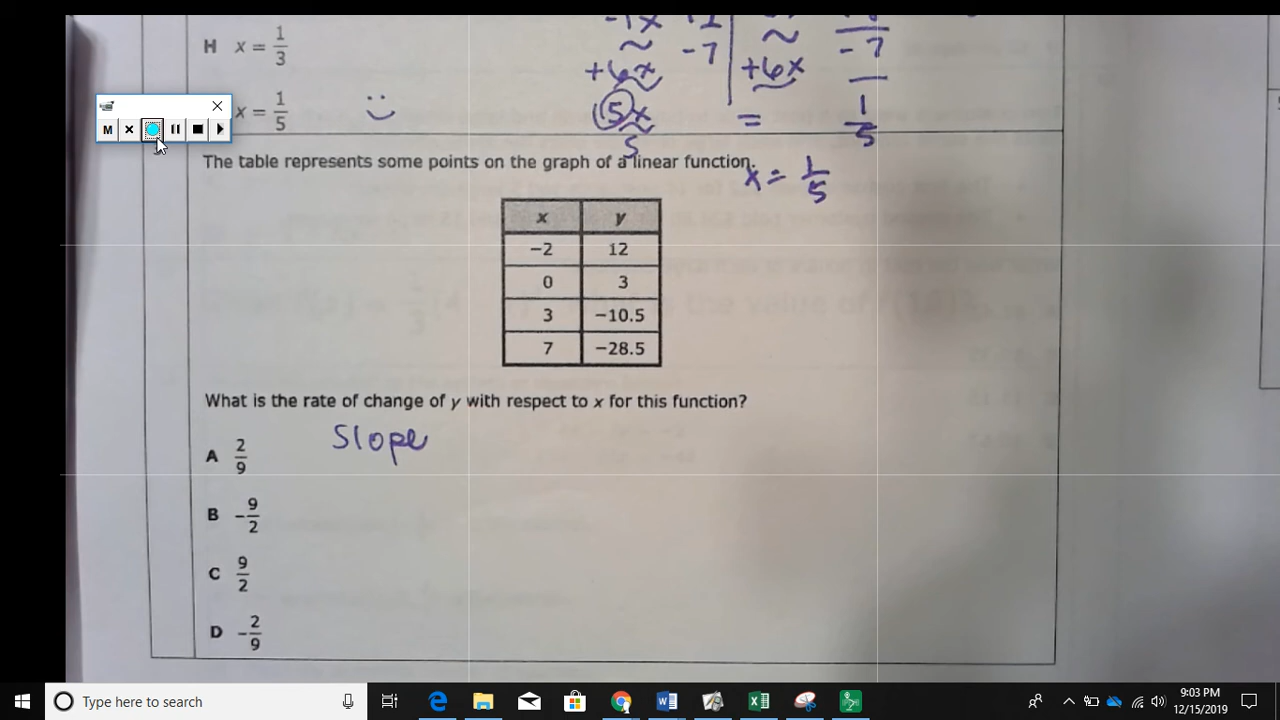 H x = 1/3
-7x
-7 | -7
+6x | +6x
x = 1/5
5x = 1/5
5
x = 1/5
The table represents some points on the graph of a linear function.
x y
−2 12
0 3
3 −10.5
7 −28.5
What is the rate of change of y with respect to x for this function?
Slope
A 2/9
B -9/2
C 9/2
D -2/9
M
Type here to search
9:03 PM
12/15/2019